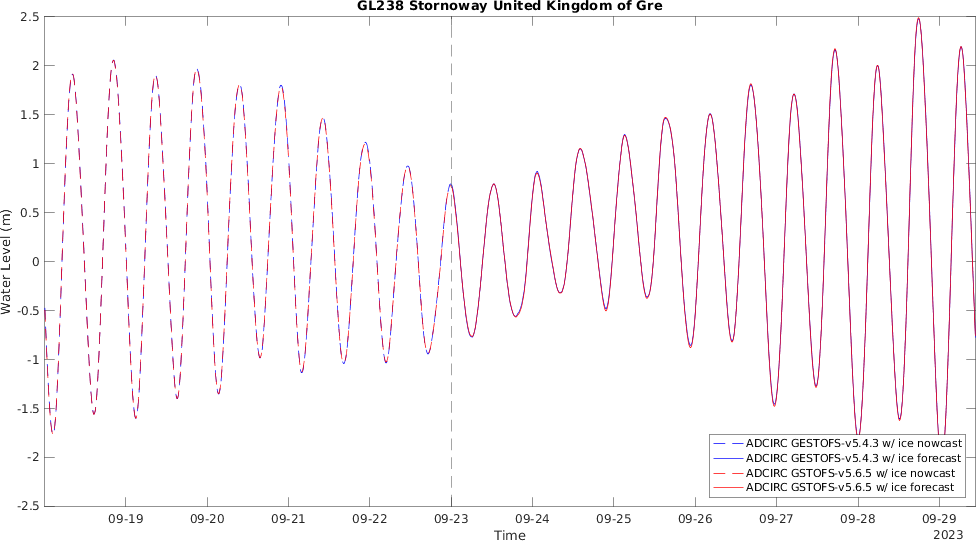 GL238 Stornoway United Kingdom of Gre
2.5
2
1.5
1
0.5
0
-0.5
-1
-1.5
-2
-2.5
Water Level (m)
ADCIRC GESTOFS-v5.4.3 w/ ice nowcast
ADCIRC GESTOFS-v5.4.3 w/ ice forecast
ADCIRC GSTOFS-v5.6.5 w/ ice nowcast
ADCIRC GSTOFS-v5.6.5 w/ ice forecast
09-19 09-20 09-21 09-22 09-23 09-24 09-25 09-26 09-27 09-28 09-29
Time
2023